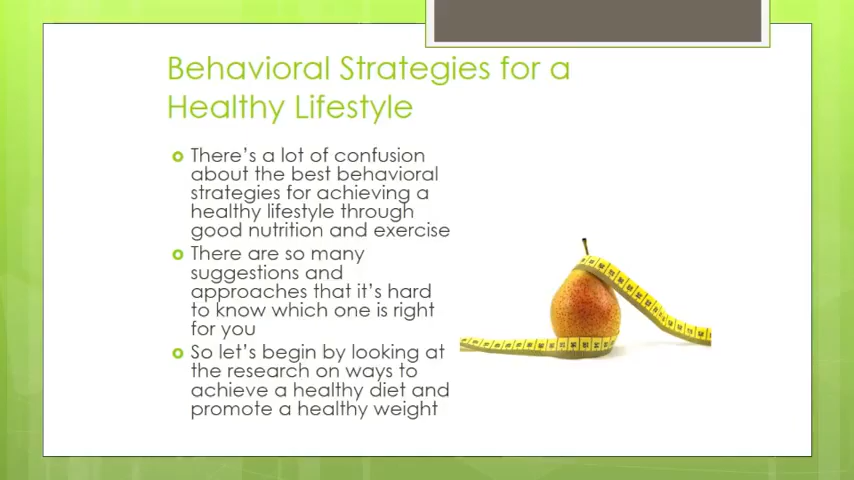 Behavioral Strategies for a
Healthy Lifestyle
There's a lot of confusion
about the best behavioral
strategies for achieving a
healthy lifestyle through
good nutrition and exercise
There are so many
suggestions and
approaches that it's hard
to know which one is right
for you
So let's begin by looking at
the research on ways to
achieve a healthy diet and
promote a healthy weight